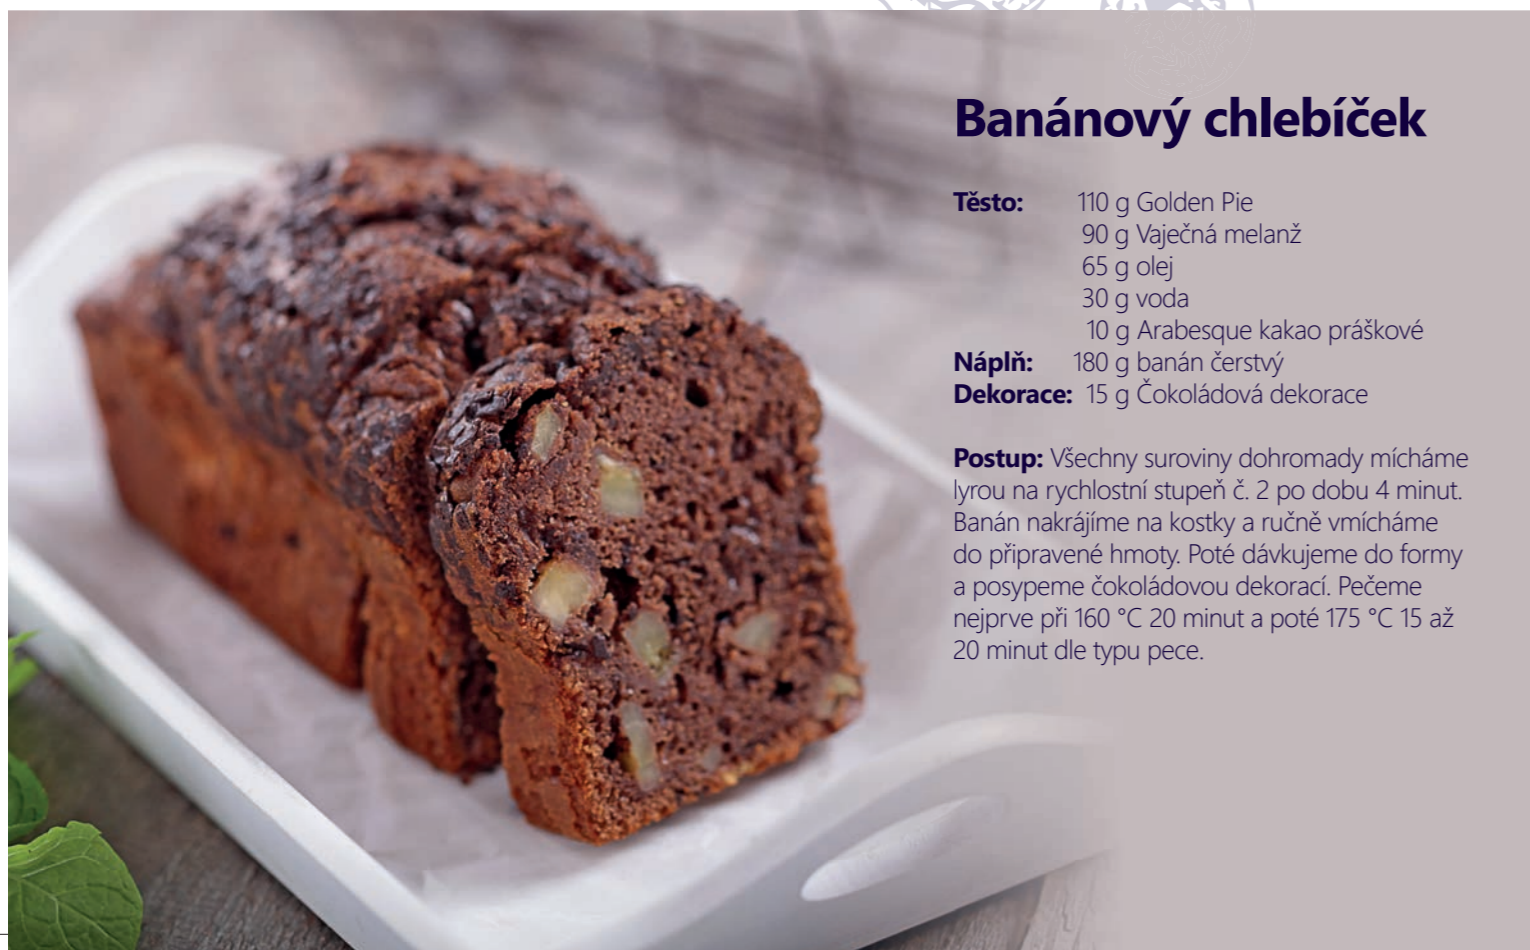 Banánový chlebíček
Těsto: 110 g Golden Pie
90 g Vaječná melanž
65 g olej
30 g voda
10 g Arabesque kakao práškové
Náplň: 180 g banán čerstvý
Dekorace: 15 g Čokoládová dekorace
Postup: Všechny suroviny dohromady mícháme
lyrou na rychlostní stupeň č. 2 po dobu 4 minut.
Banán nakrájíme na kostky a ručně vmícháme
do připravené hmoty. Poté dávkujeme do formy
a posypeme čokoládovou dekorací. Pečeme
nejprve při 160 °C 20 minut a poté 175 °C 15 až
20 minut dle typu pece.